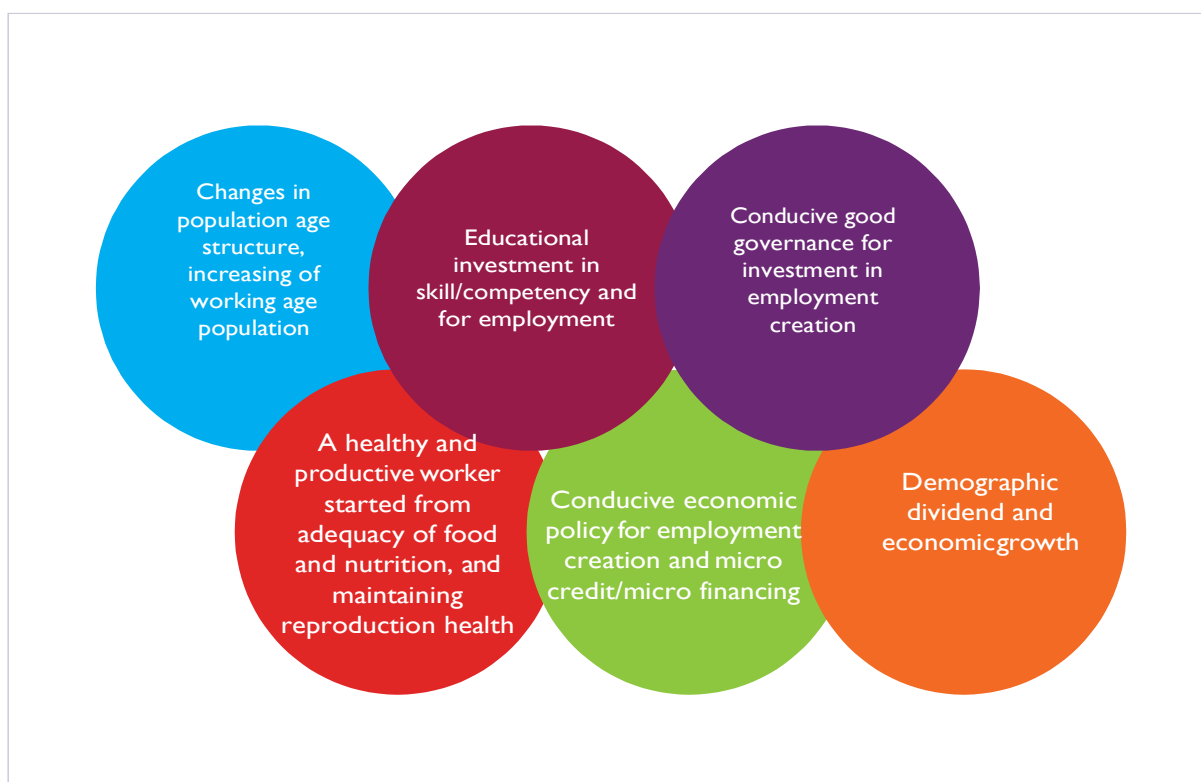 Changes in
population age
structure,
increasing of
working age
population
Educational
investment in
skill/competency and
for employment
Conducive good
governance for
investment in
employment
creation
A healthy and
productive worker
started from
adequacy of food
and nutrition, and
maintaining
reproduction health
Conducive economic
policy for employment
creation and micro
credit/micro financing
Demographic
dividend and
economicgrowth